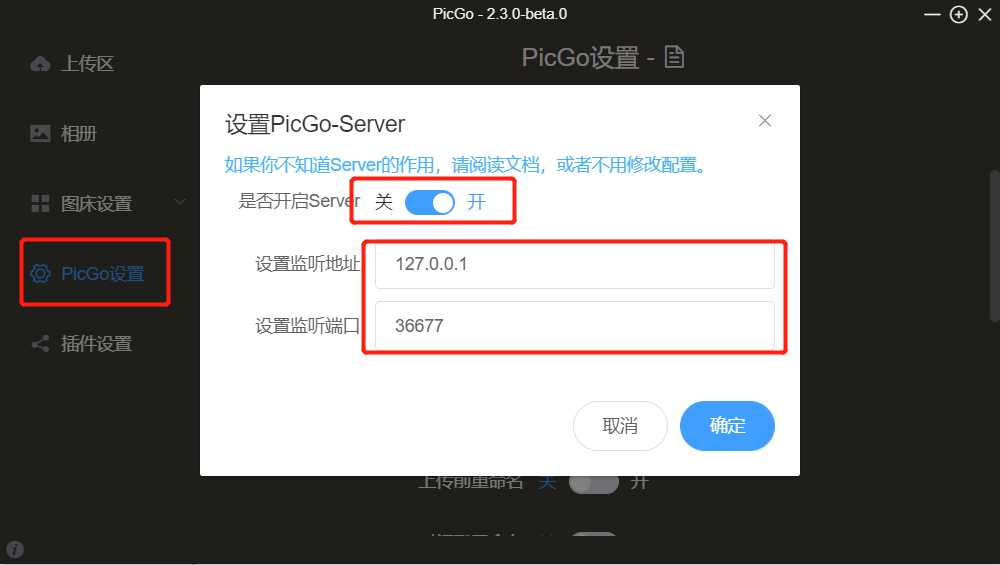 PicGo - 2.3.0-beta.0
上传区
PicGo设置 -
相册
图床设置
PicGo设置
插件设置
设置PicGo-Server
如果你不知道Server的作用，请阅读文档，或者不用修改配置。
是否开启Server 关 开
设置监听地址 127.0.0.1
设置监听端口 36677
取消 确定
上传前重命名 关 开